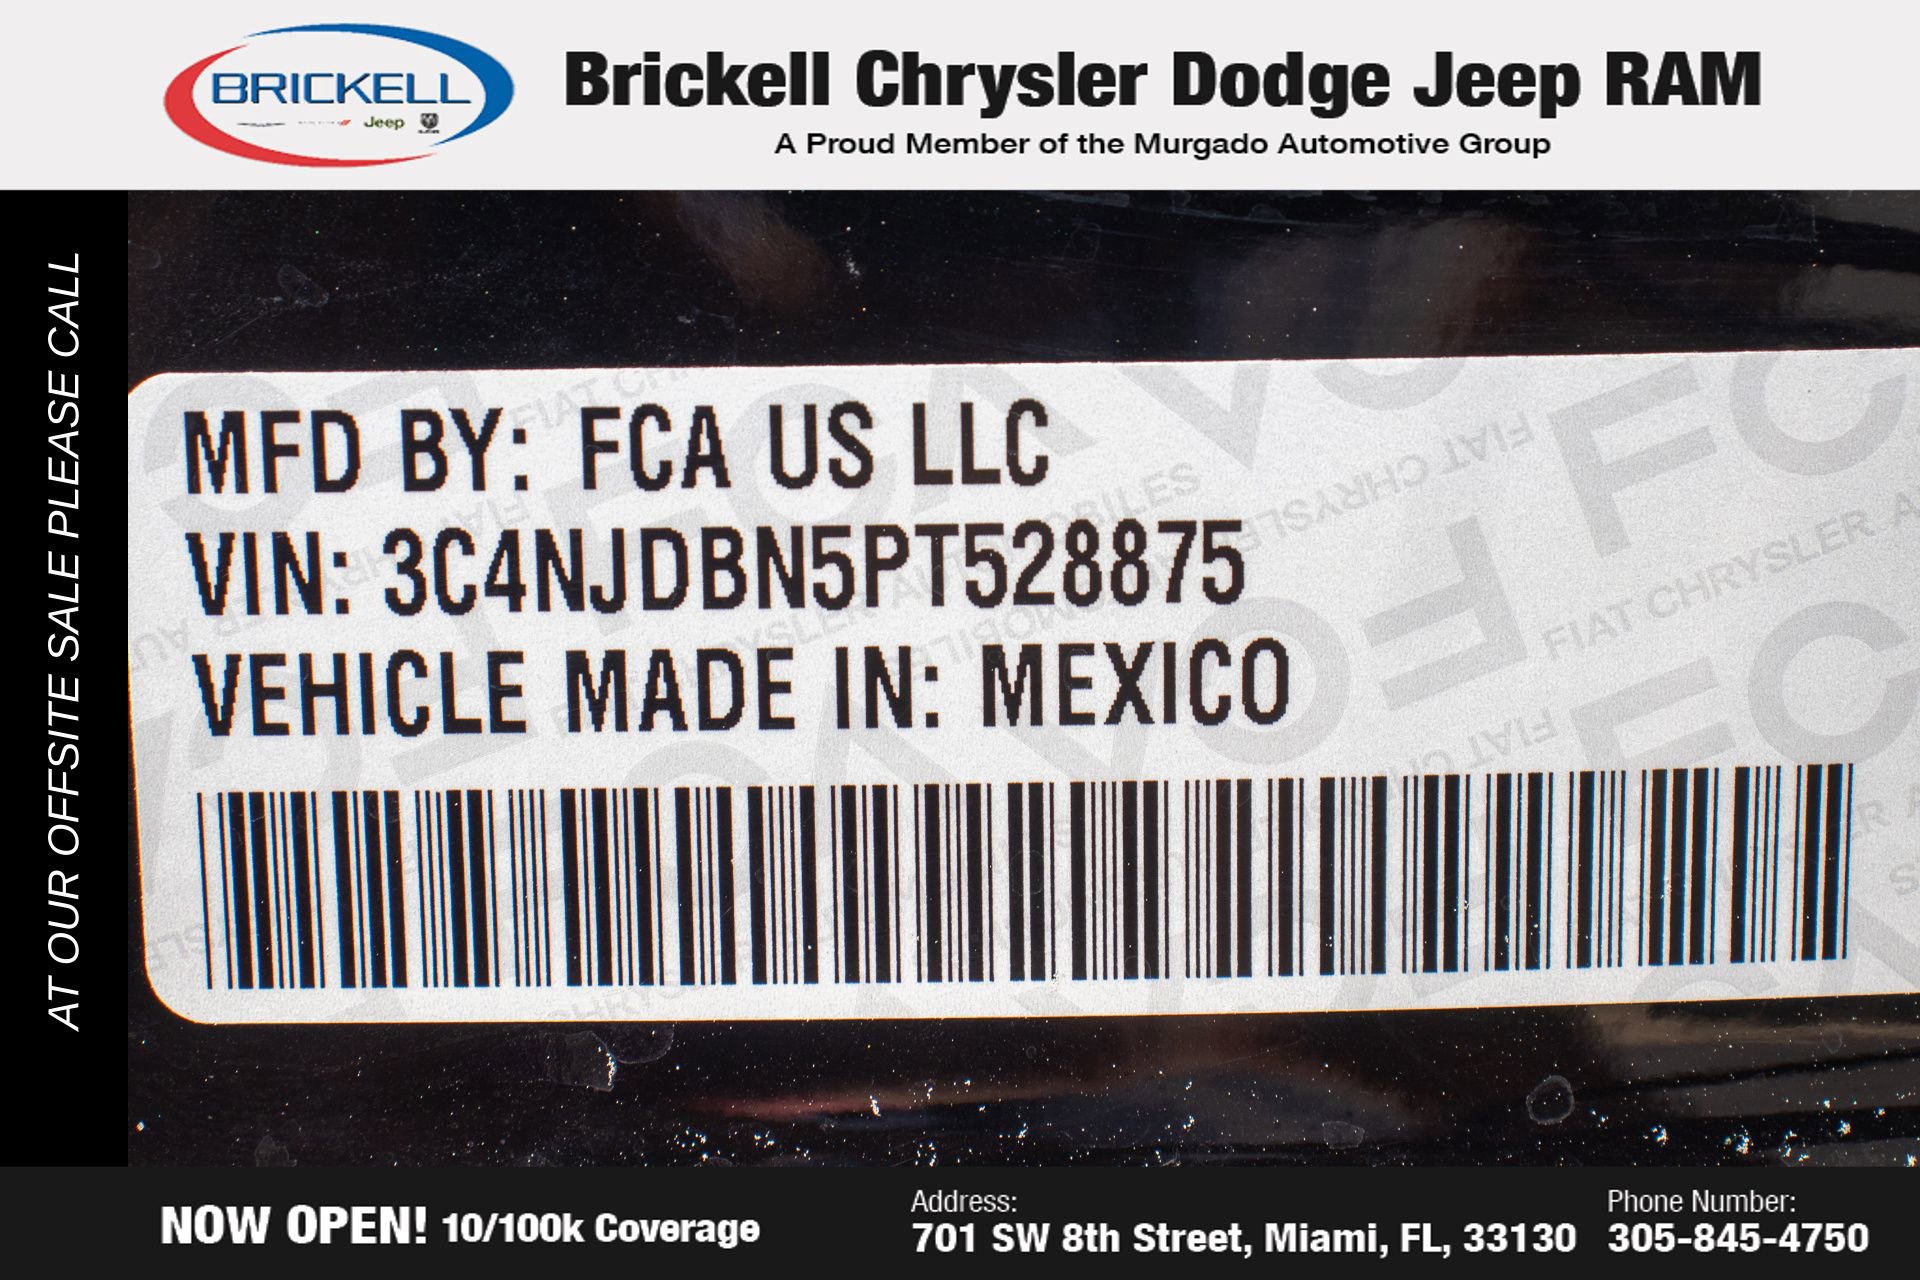 BRICKELL
Jeep
Brickell Chrysler Dodge Jeep RAM
A Proud Member of the Murgado Automotive Group
AT OUR OFFSITE SALE PLEASE CALL
MFD BY: FCA US LLC
VIN: 3C4NJDBN5PT528875
VEHICLE MADE IN: MEXICO
NOW OPEN! 10/100k Coverage
Address:
701 SW 8th Street, Miami, FL, 33130
Phone Number:
305-845-4750